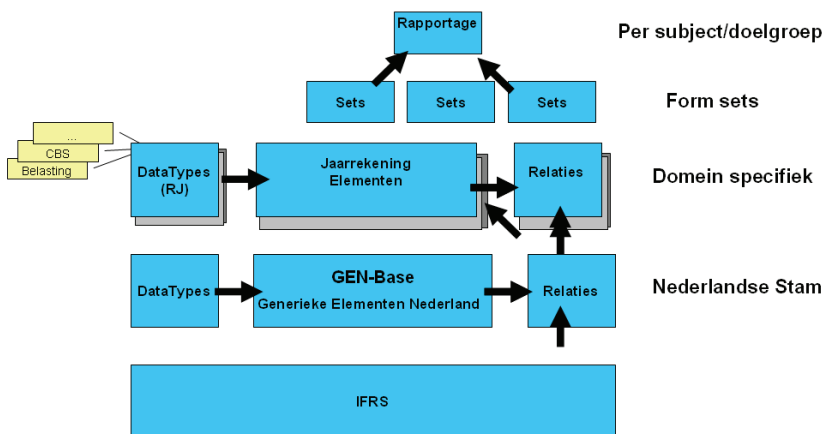 Rapportage
Per subject/doelgroep
Sets
Sets
Sets
Form sets
...
CBS
Belasting
DataTypes
(RJ)
Jaarrekening
Elementen
Relaties
Domein specifiek
DataTypes
GEN-Base
Generieke Elementen Nederland
Relaties
Nederlandse Stam
IFRS